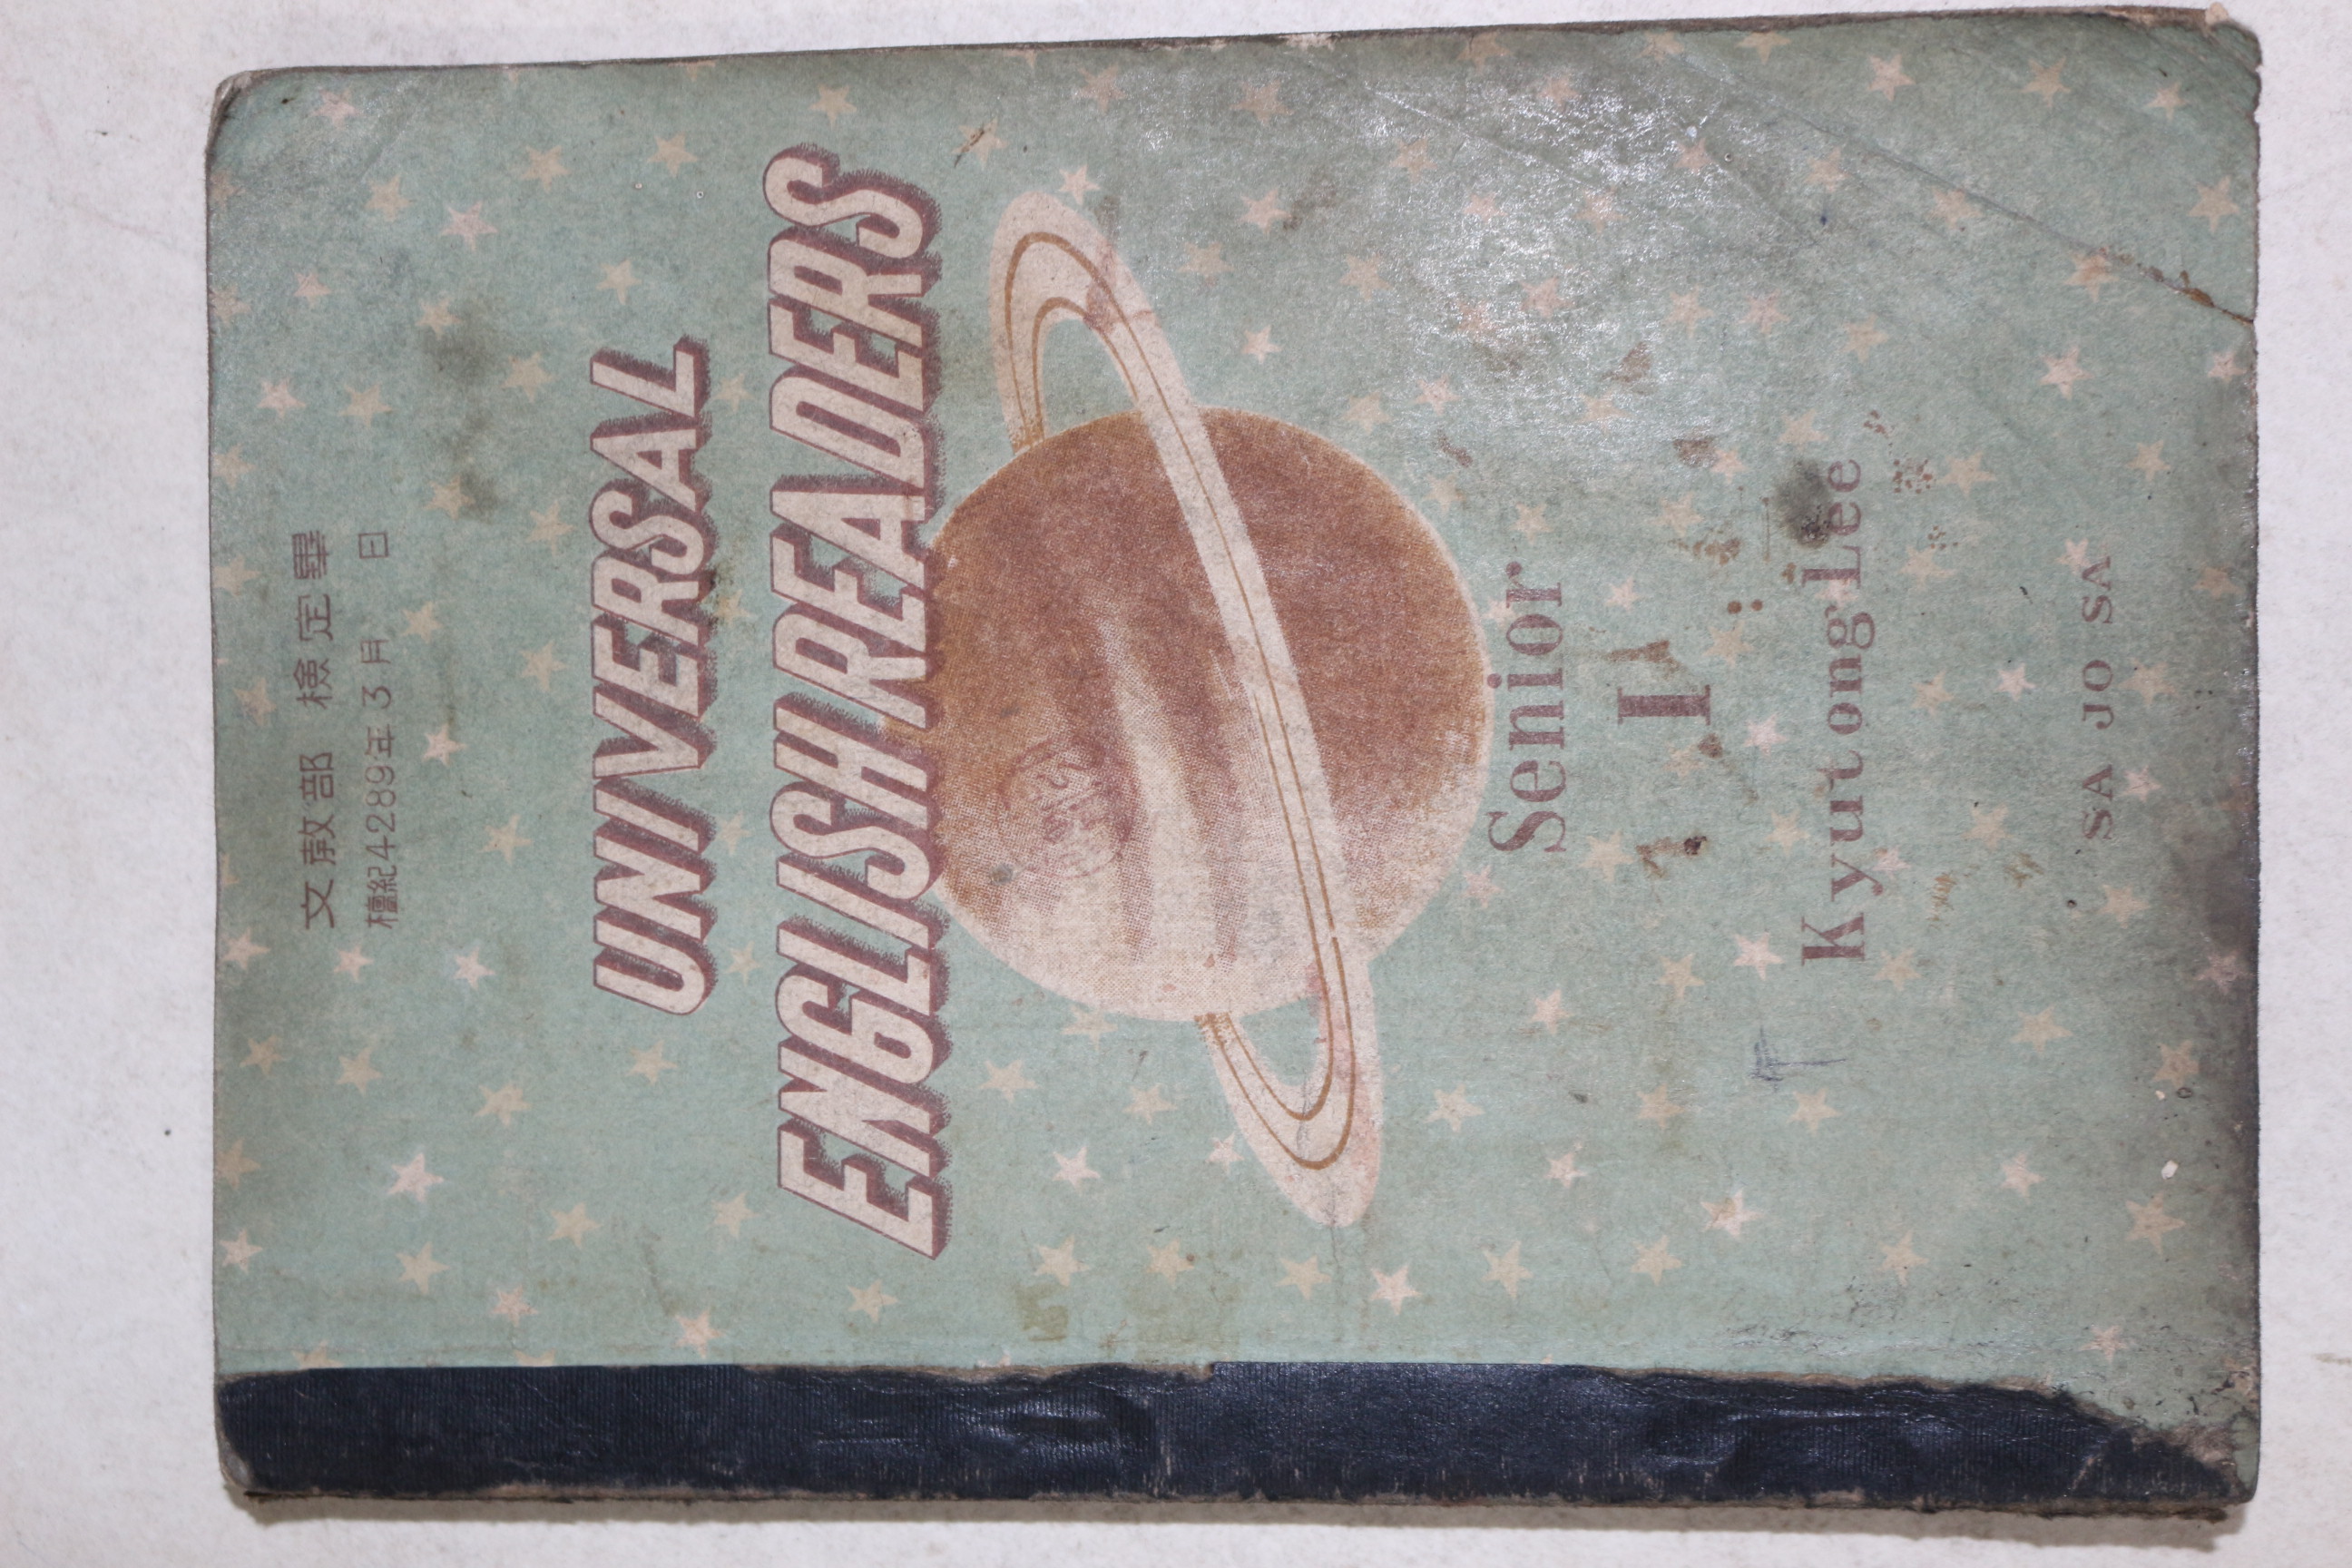 文敎部 檢定畢
檀紀4289年3月 日
UNIVERSAL
ENGLISH READERS
Senior
I
Kyutong Lee
SA JO SA